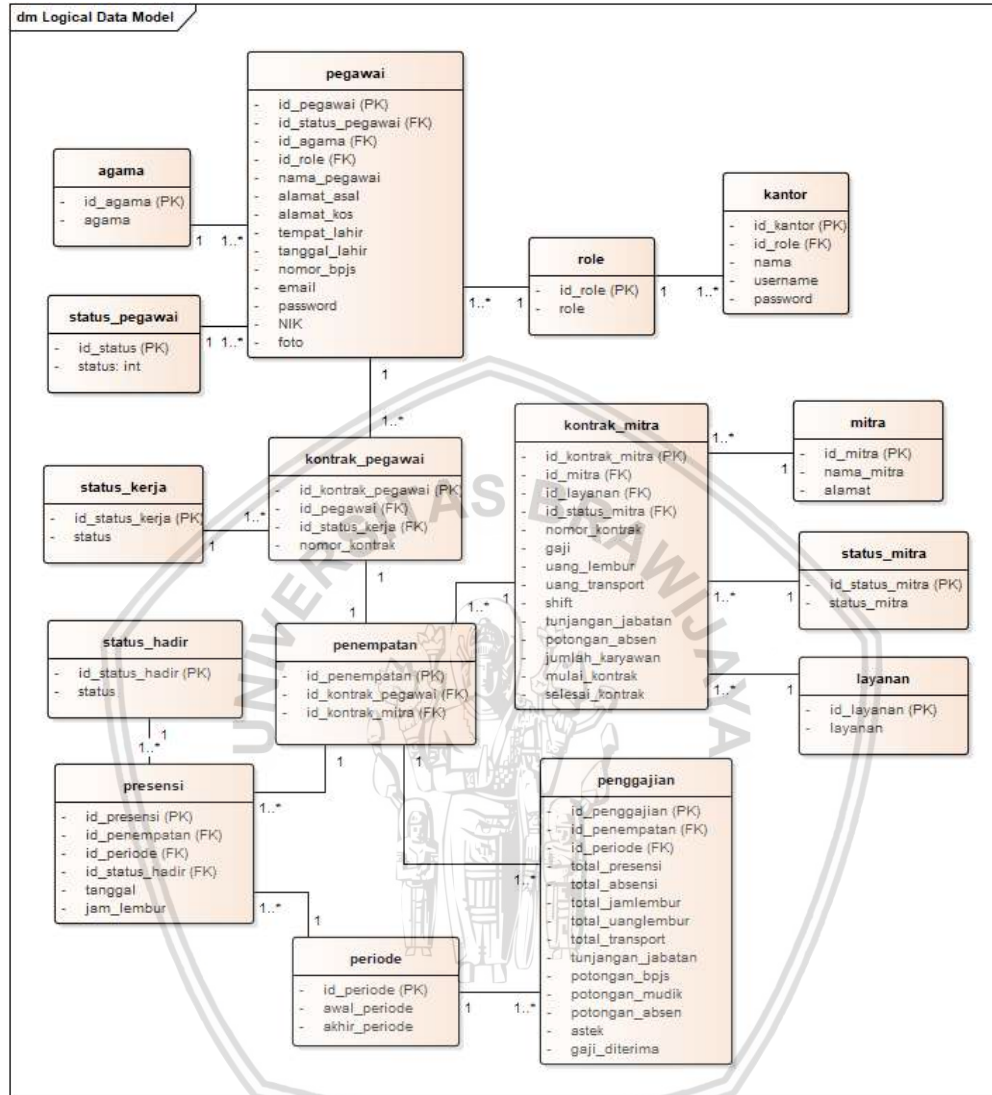 dm Logical Data Model
pegawai
- id_pegawai (PK)
- id_status_pegawai (FK)
- id_agama (FK)
- id_role (FK)
- nama_pegawai
- alamat_asal
- alamat_kos
- tempat_lahir
- tanggal_lahir
- nomor_bpjs
- email
- password
- NIK
- foto
agama
- id_agama (PK)
- agama
1 1..*
status_pegawai
- id_status (PK)
- status: int
1 1..*
role
- id_role (PK)
- role
1..* 1
kantor
- id_kantor (PK)
- id_role (FK)
- nama
- username
- password
1 1..*
1
1..*
kontrak_pegawai
- id_kontrak_pegawai (PK)
- id_pegawai (FK)
- id_status_kerja (FK)
- nomor_kontrak
status_kerja
- id_status_kerja (PK)
- status
1 1..*
kontrak_mitra
- id_kontrak_mitra (PK)
- id_mitra (FK)
- id_layanan (FK)
- id_status_mitra (FK)
- nomor_kontrak
- gaji
- uang_lembur
- uang_transport
- shift
- tunjangan_jabatan
- potongan_absen
- jumlah_karyawan
- mulai_kontrak
- selesai_kontrak
mitra
- id_mitra (PK)
- nama_mitra
- alamat
1..* 1
status_mitra
- id_status_mitra (PK)
- status_mitra
1..* 1
layanan
- id_layanan (PK)
- layanan
1..* 1
1
1
1..* 1
penempatan
- id_penempatan (PK)
- id_kontrak_pegawai (FK)
- id_kontrak_mitra (FK)
status_hadir
- id_status_hadir (PK)
- status
1
1..*
presensi
- id_presensi (PK)
- id_penempatan (FK)
- id_periode (FK)
- id_status_hadir (FK)
- tanggal
- jam_lembur
1..* 1
1
1..*
penggajian
- id_penggajian (PK)
- id_penempatan (FK)
- id_periode (FK)
- total_presensi
- total_absensi
- total_jamlembur
- total_uanglembur
- total_transport
- tunjangan_jabatan
- potongan_bpjs
- potongan_mudik
- potongan_absen
- astek
- gaji_diterima
1..* 1
periode
- id_periode (PK)
- awal_periode
- akhir_periode
1 1..*
UNIVERSITAS BRAWIJAYA